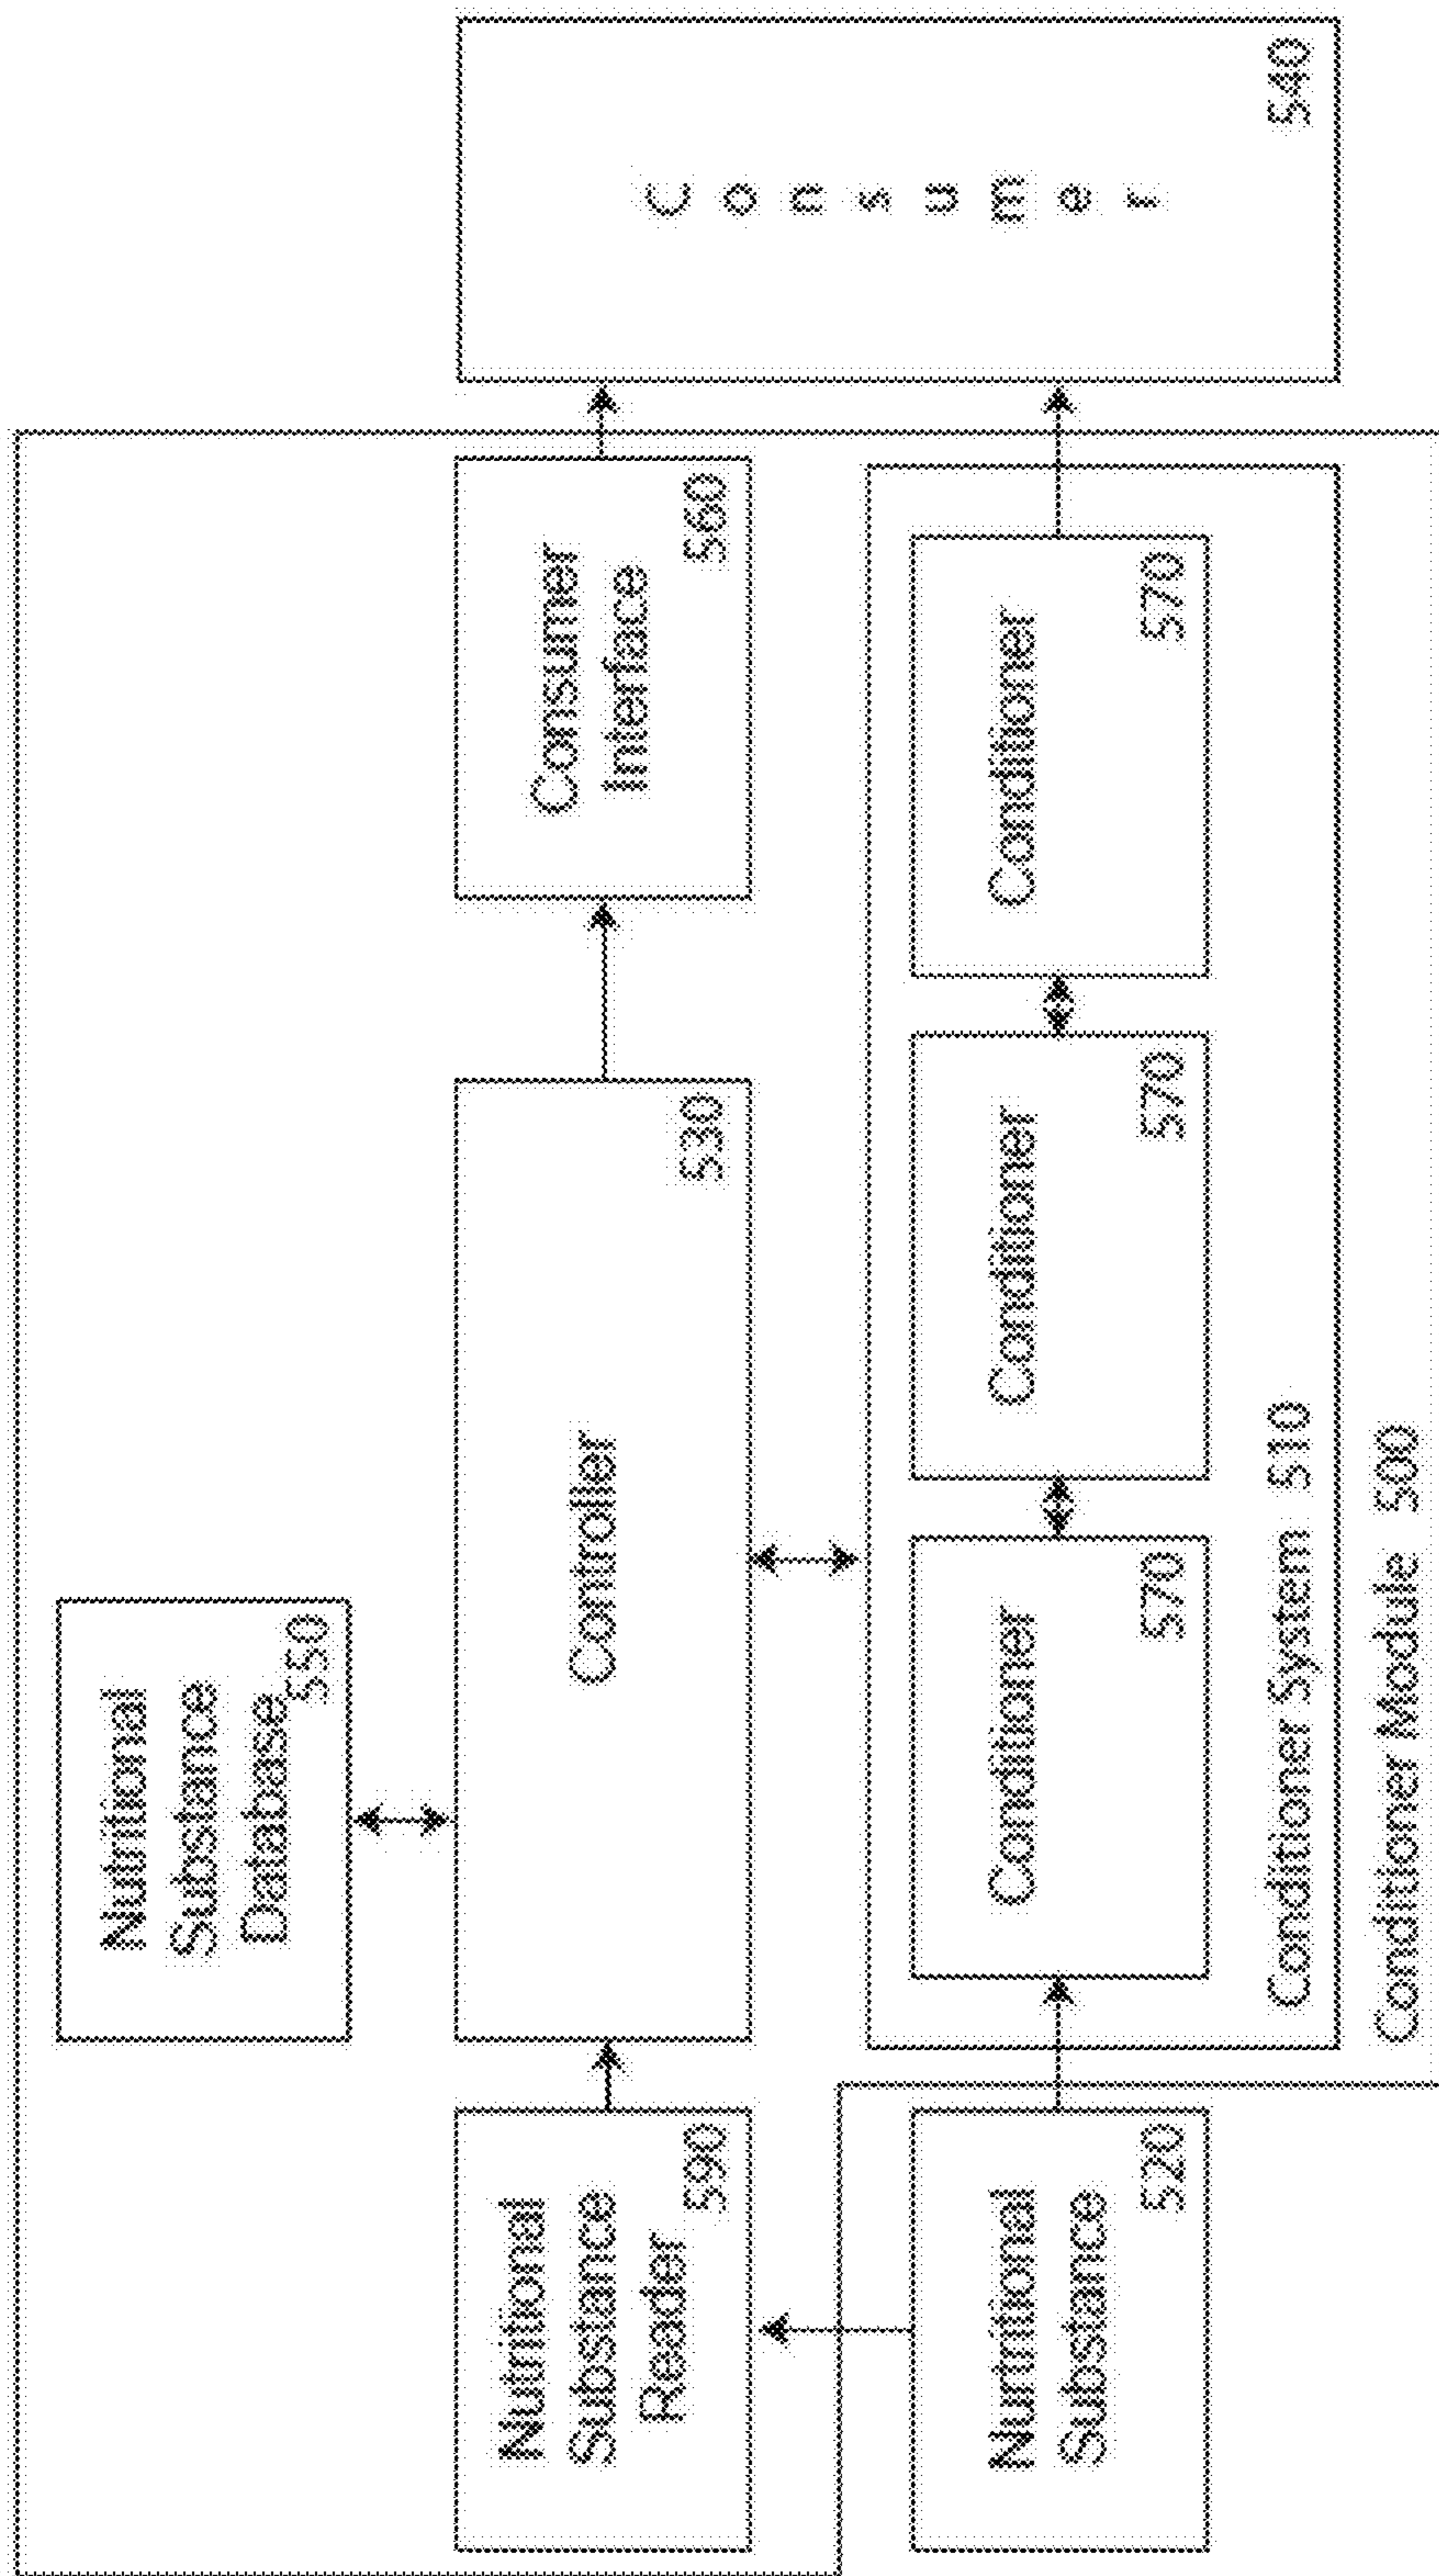 Nutritional
Substance
Database
550
Nutritional
Substance
Reader
590
Controller
530
Consumer
Interface
560
Consumer
540
Nutritional
Substance
520
Conditioner
570
Conditioner
570
Conditioner
570
Conditioner System 510
Conditioner Module 500